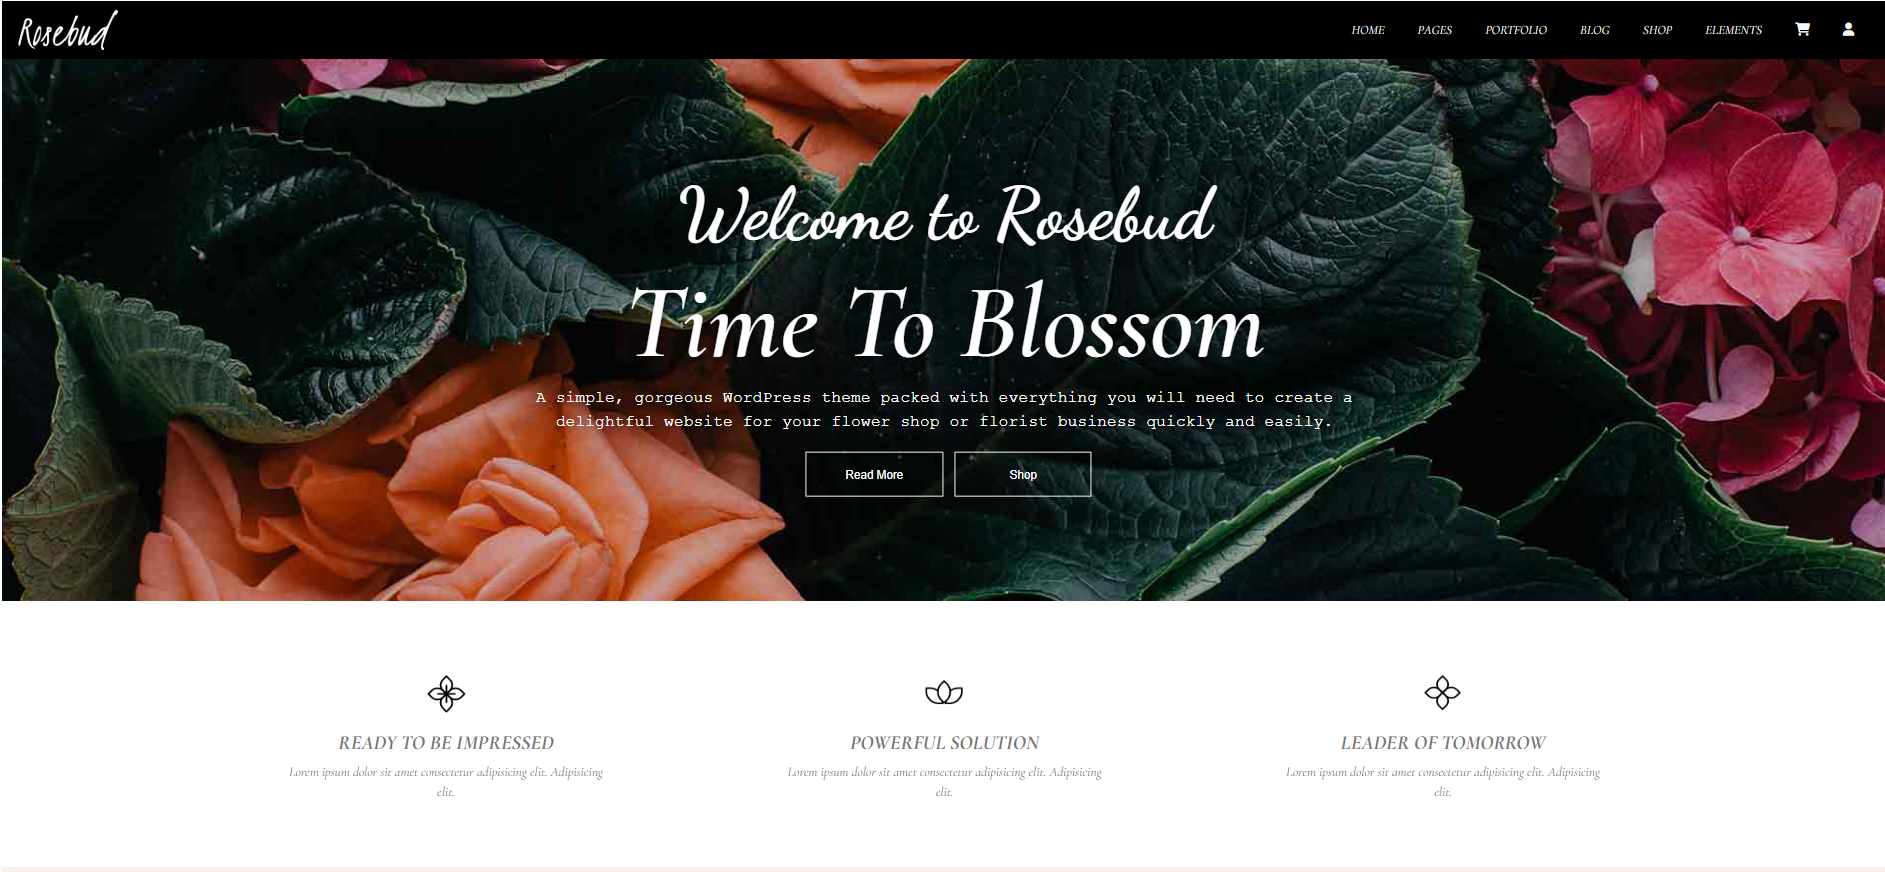 Rosebud
HOME PAGES PORTFOLIO BLOG SHOP ELEMENTS
Welcome to Rosebud
Time To Blossom
A simple, gorgeous WordPress theme packed with everything you will need to create a
delightful website for your flower shop or florist business quickly and easily.
Read More
Shop
READY TO BE IMPRESSED
Lorem ipsum dolor sit amet consectetur adipisicing elit. Adipisicing
elit.
POWERFUL SOLUTION
Lorem ipsum dolor sit amet consectetur adipisicing elit. Adipisicing
elit.
LEADER OF TOMORROW
Lorem ipsum dolor sit amet consectetur adipisicing elit. Adipisicing
elit.